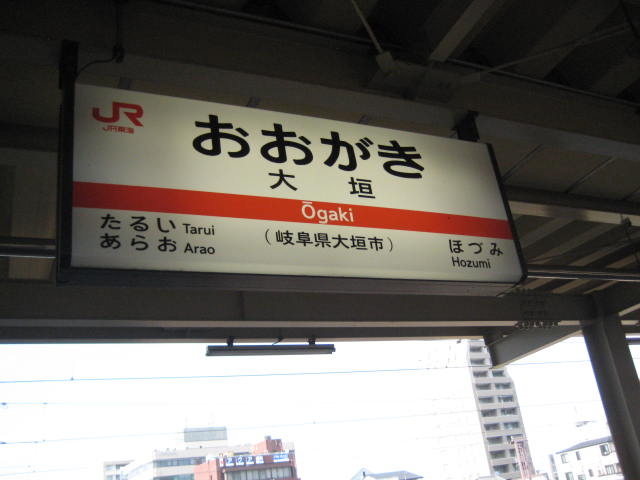 JR
JR東海
おおがき
大垣
Ōgaki
たるい Tarui
あらお Arao
（岐阜県大垣市）
ほづみ
Hozumi